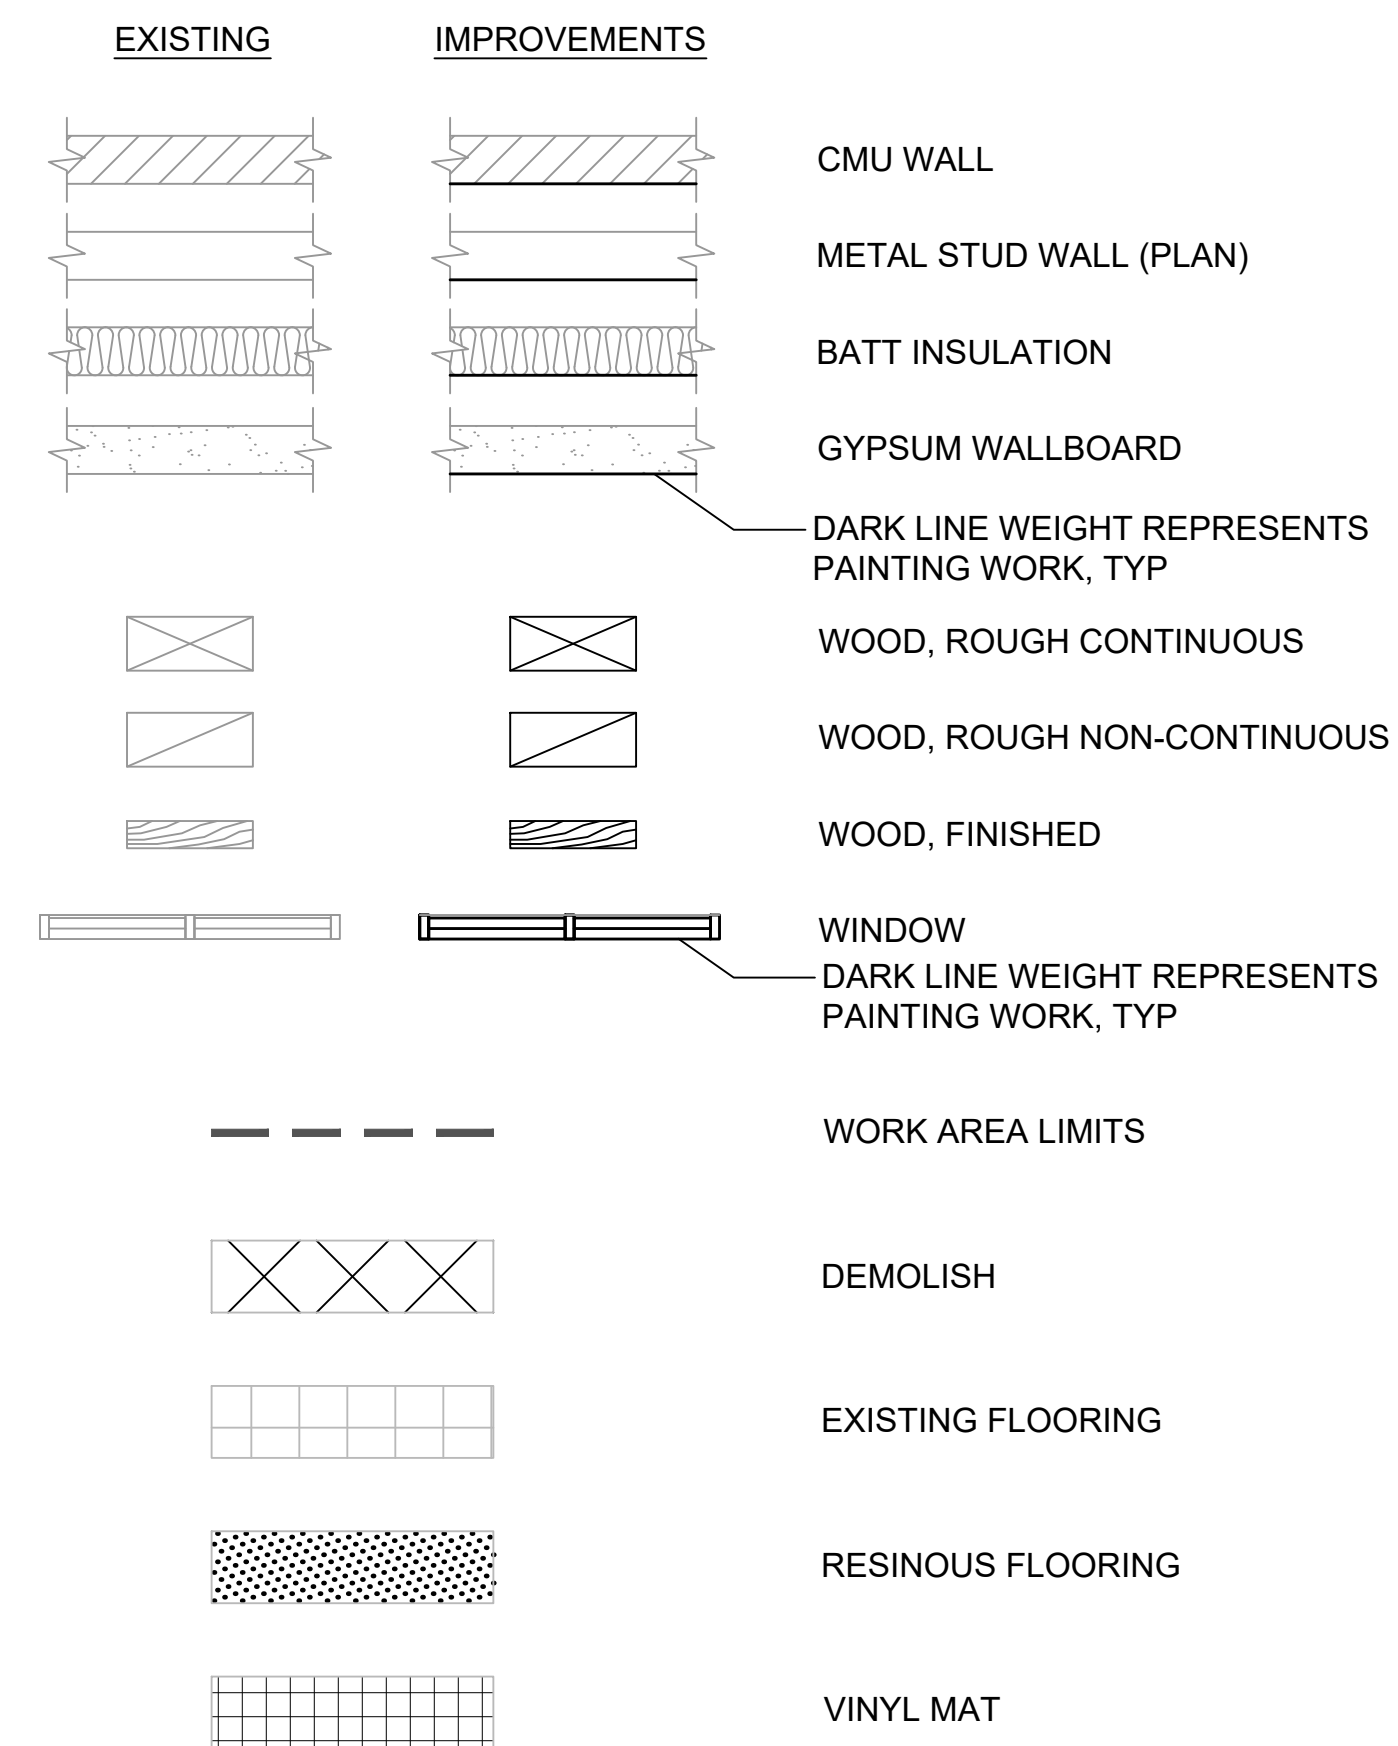 EXISTING
IMPROVEMENTS
CMU WALL
METAL STUD WALL (PLAN)
BATT INSULATION
GYPSUM WALLBOARD
DARK LINE WEIGHT REPRESENTS
PAINTING WORK, TYP
WOOD, ROUGH CONTINUOUS
WOOD, ROUGH NON-CONTINUOUS
WOOD, FINISHED
WINDOW
DARK LINE WEIGHT REPRESENTS
PAINTING WORK, TYP
WORK AREA LIMITS
DEMOLISH
EXISTING FLOORING
RESINOUS FLOORING
VINYL MAT